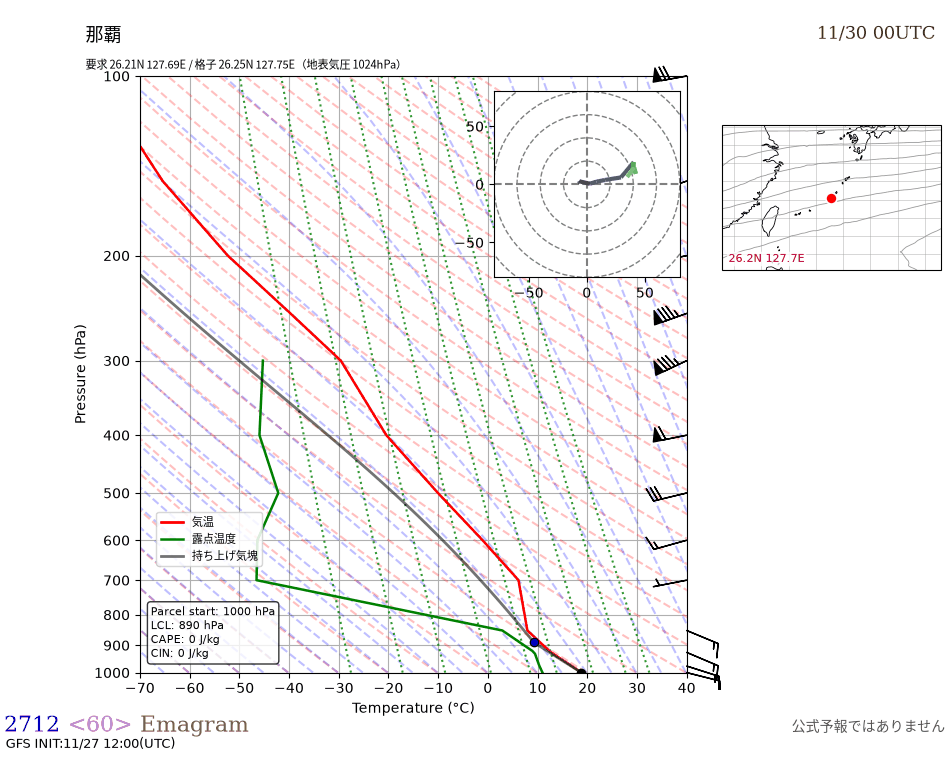 那覇
11/30 00UTC
要求 26.21N 127.69E / 格子 26.25N 127.75E（地表気圧 1024hPa）
100
200
300
400
500
600
700
800
900
1000
Pressure (hPa)
−70 −60 −50 −40 −30 −20 −10 0 10 20 30 40
Temperature (°C)
50
0
−50
−50 0 50
26.2N 127.7E
気温
露点温度
持ち上げ気塊
Parcel start: 1000 hPa
LCL: 890 hPa
CAPE: 0 J/kg
CIN: 0 J/kg
2712 <60> Emagram
公式予報ではありません
GFS INIT:11/27 12:00(UTC)